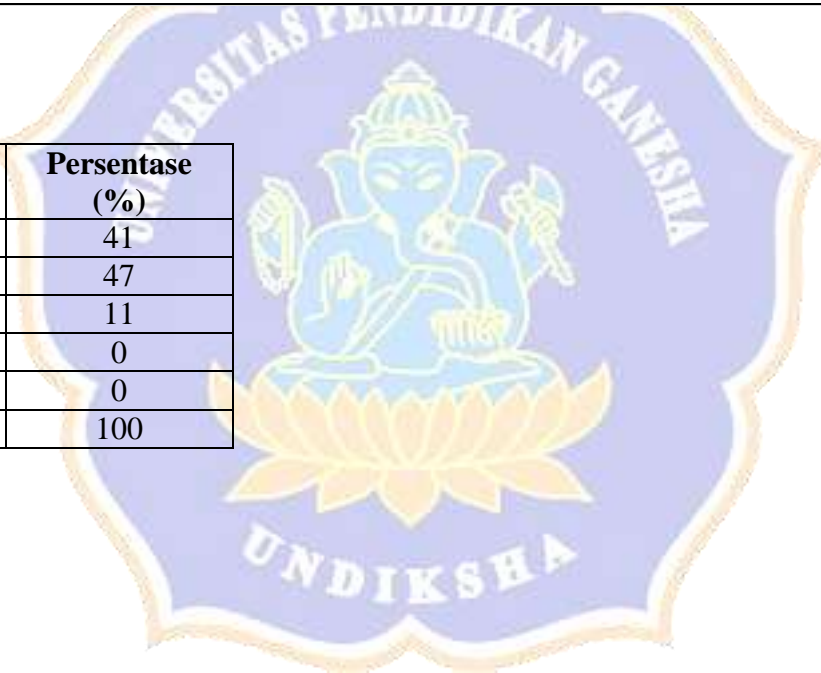 UNIVERSITAS PENDIDIKAN GANESHA
Persentase
(%)
41
47
11
0
0
100
UNDIKSHA